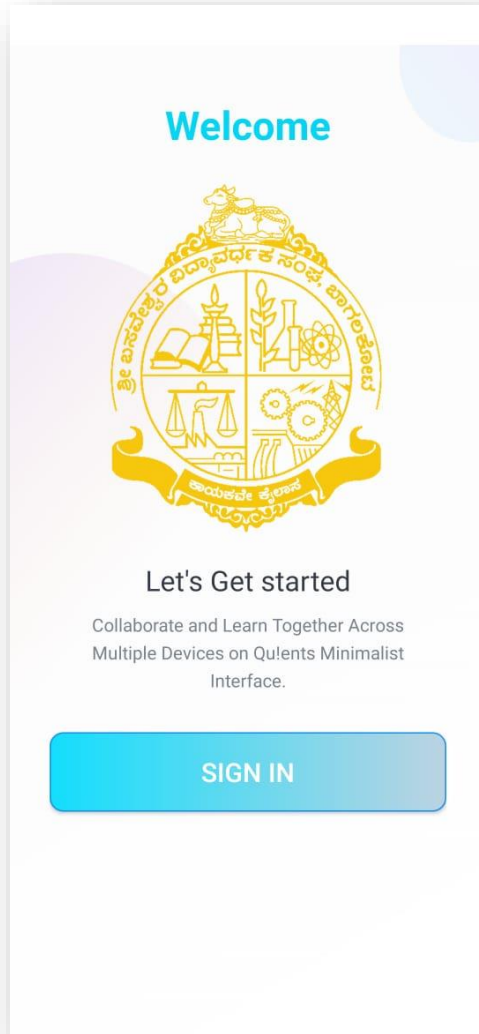 Welcome
ಶ್ರೀ ಬಸವೇಶ್ವರ ವಿದ್ಯಾವರ್ಧಕ ಸಂಘ, ಬಾಗಲಕೋಟ
ಕಾಯಕವೇ ಕೈಲಾಸ
Let's Get started
Collaborate and Learn Together Across
Multiple Devices on Qu!ents Minimalist
Interface.
SIGN IN